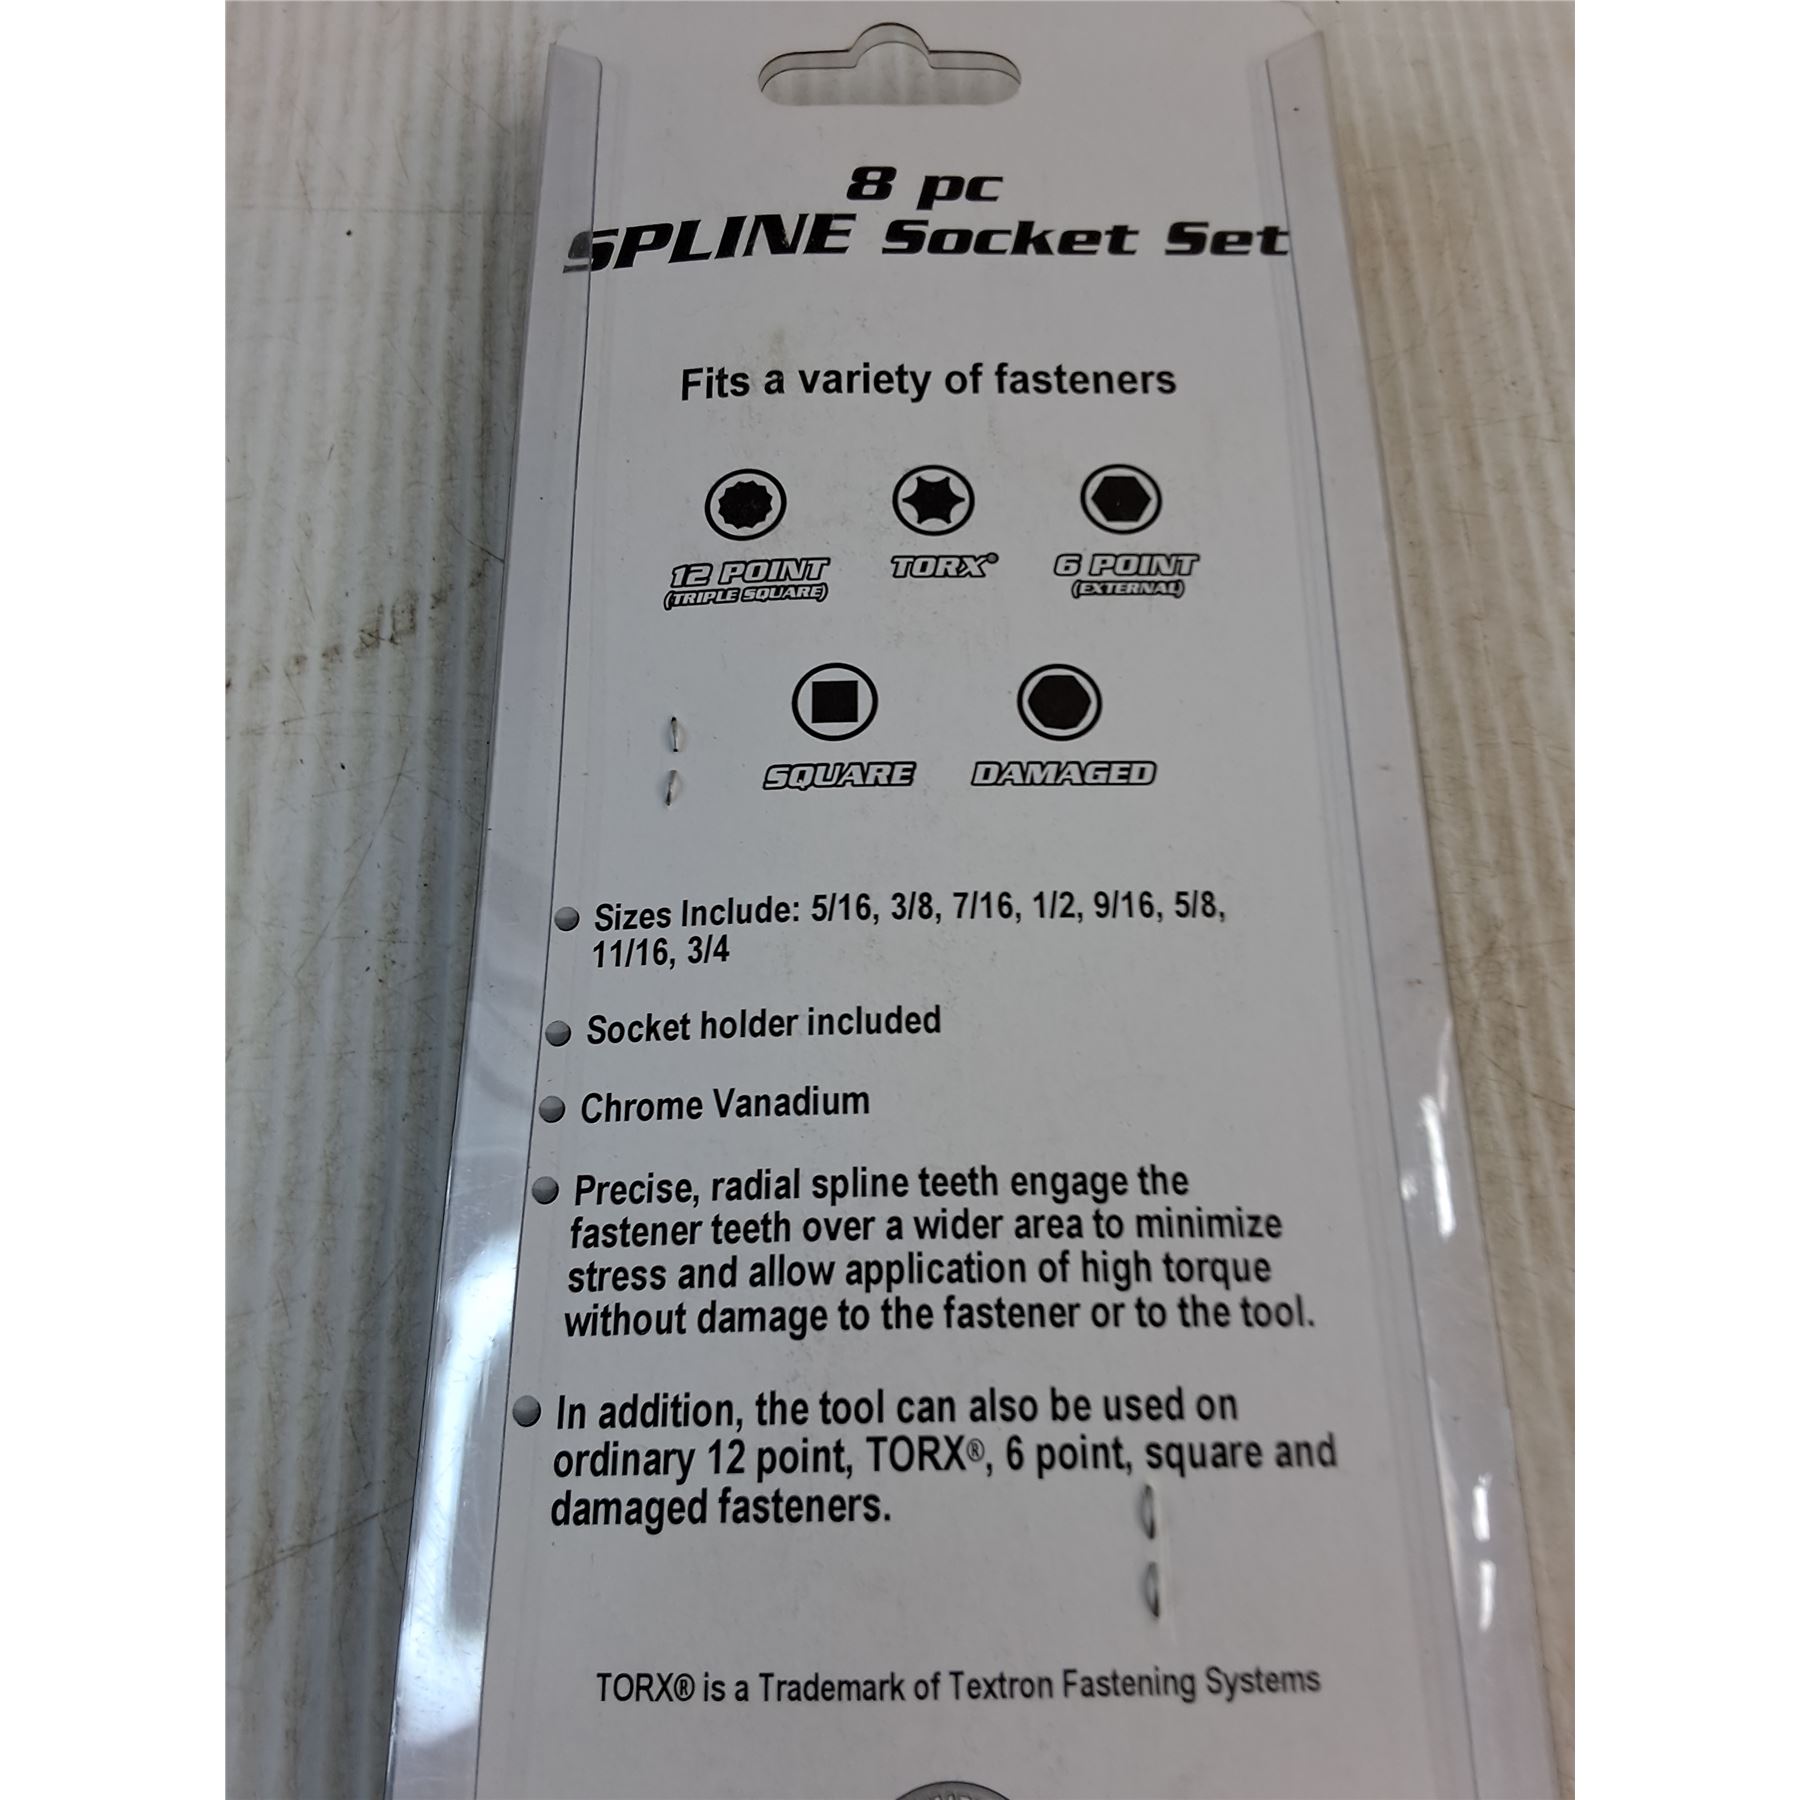 8 pc
SPLINE Socket Set
Fits a variety of fasteners
12 POINT TORX® 6 POINT
(TRIPLE SQUARE) (EXTERNAL)
SQUARE DAMAGED
Sizes Include: 5/16, 3/8, 7/16, 1/2, 9/16, 5/8,
11/16, 3/4
Socket holder included
Chrome Vanadium
Precise, radial spline teeth engage the
fastener teeth over a wider area to minimize
stress and allow application of high torque
without damage to the fastener or to the tool.
In addition, the tool can also be used on
ordinary 12 point, TORX®, 6 point, square and
damaged fasteners.
TORX® is a Trademark of Textron Fastening Systems